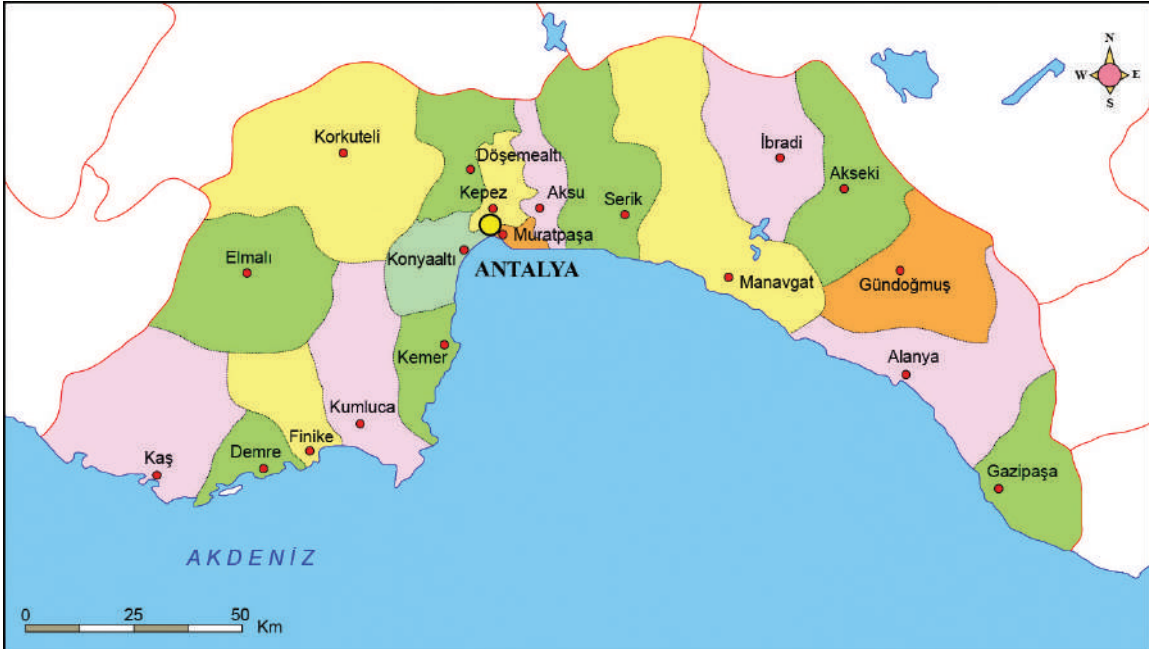 N
W E
S
Korkuteli
Döşemealtı
İbradi
Akseki
Kepez
Aksu
Serik
Muratpaşa
Konyaaltı
ANTALYA
Elmalı
Manavgat
Gündoğmuş
Kemer
Alanya
Kumluca
Finike
Demre
Kaş
Gazipaşa
AKDENİZ
0 25 50
Km